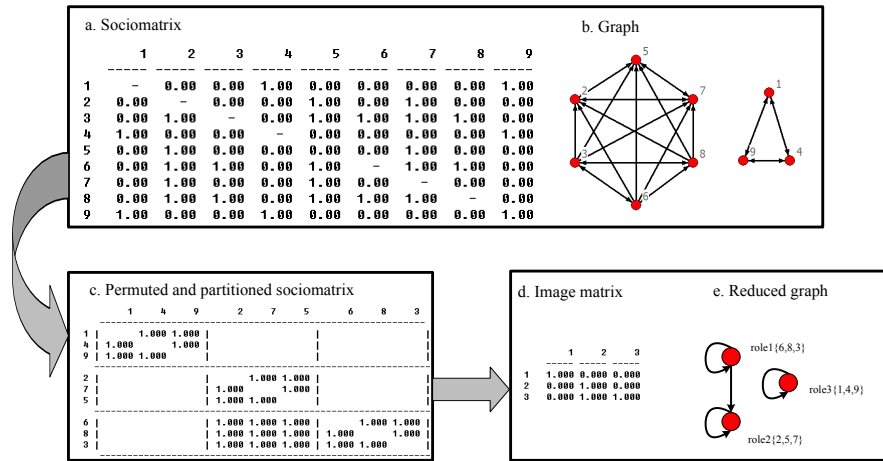 a. Sociomatrix
1 2 3 4 5 6 7 8 9
----- ----- ----- ----- ----- ----- ----- ----- -----
1 - 0.00 0.00 1.00 0.00 0.00 0.00 0.00 1.00
2 0.00 - 0.00 0.00 1.00 0.00 1.00 0.00 0.00
3 0.00 1.00 - 0.00 1.00 1.00 1.00 1.00 0.00
4 1.00 0.00 0.00 - 0.00 0.00 0.00 0.00 1.00
5 0.00 1.00 0.00 0.00 0.00 0.00 1.00 0.00 0.00
6 0.00 1.00 1.00 0.00 1.00 - 1.00 1.00 0.00
7 0.00 1.00 0.00 0.00 1.00 0.00 - 0.00 0.00
8 0.00 1.00 1.00 0.00 1.00 1.00 1.00 - 0.00
9 1.00 0.00 0.00 1.00 0.00 0.00 0.00 0.00 1.00
b. Graph
5
2
7
3
8
6
1
9
4
c. Permuted and partitioned sociomatrix
1 4 9 2 7 5 6 8 3
1 | 1.000 1.000 | | |
4 | 1.000 1.000 | | |
9 | 1.000 1.000 | | |
2 | | 1.000 1.000 | |
7 | | 1.000 1.000 | |
5 | | 1.000 1.000 | |
6 | | 1.000 1.000 1.000 | 1.000 1.000 |
8 | | 1.000 1.000 1.000 | 1.000 1.000 |
3 | | 1.000 1.000 1.000 | 1.000 1.000 |
d. Image matrix
1 2 3
----- ----- -----
1 1.000 0.000 0.000
2 0.000 1.000 0.000
3 0.000 1.000 1.000
e. Reduced graph
role1{6,8,3}
role3{1,4,9}
role2{2,5,7}